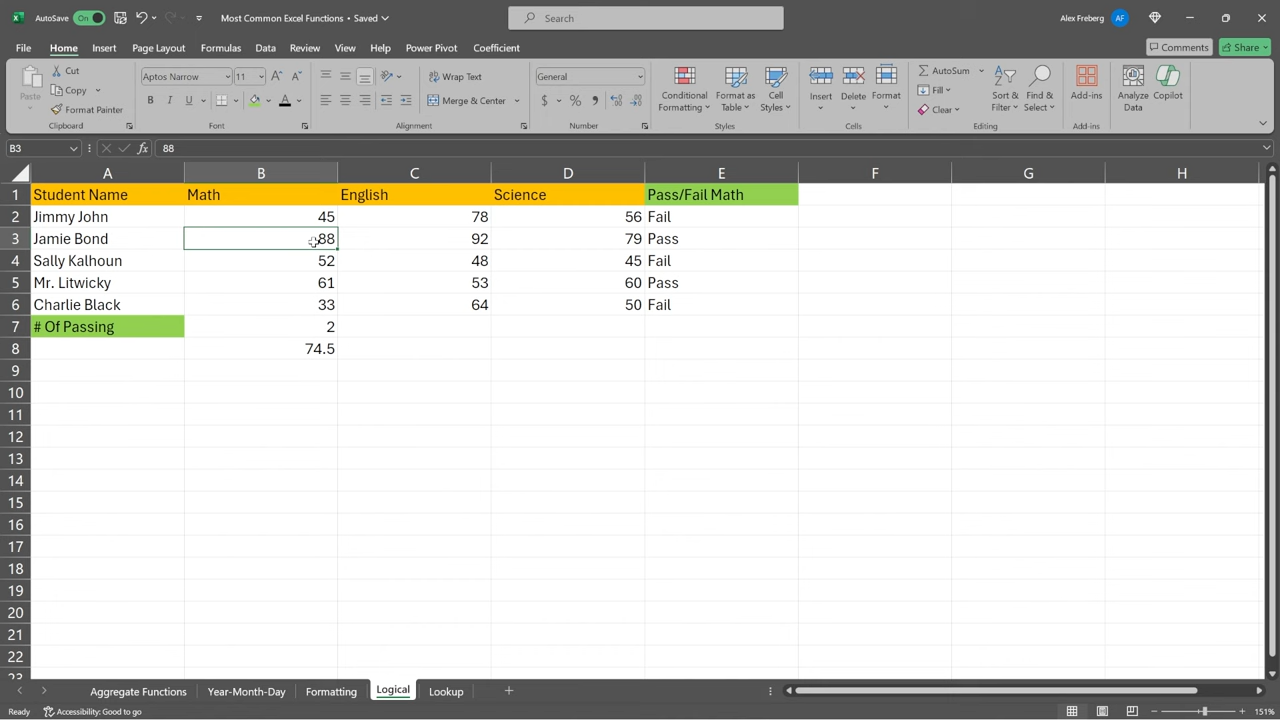 AutoSave On Most Common Excel Functions • Saved Search Alex Freberg AF
File Home Insert Page Layout Formulas Data Review View Help Power Pivot Coefficient Comments Share
Paste Cut Copy Format Painter Clipboard
Aptos Narrow 11 B I U A Font
Wrap Text Merge & Center Alignment
General $ % Number
Conditional Formatting Format as Table Cell Styles Styles
Insert Delete Format Cells
AutoSum Fill Clear Sort & Filter Find & Select Editing
Add-ins Add-ins
Analyze Data Copilot
B3 fx 88
A B C D E F G H
1 Student Name Math English Science Pass/Fail Math
2 Jimmy John 45 78 56 Fail
3 Jamie Bond 88 92 79 Pass
4 Sally Kalhoun 52 48 45 Fail
5 Mr. Litwicky 61 53 60 Pass
6 Charlie Black 33 64 50 Fail
7 # Of Passing 2
8 74.5
9
10
11
12
13
14
15
16
17
18
19
20
21
22
23
Aggregate Functions Year-Month-Day Formatting Logical Lookup
Ready Accessibility: Good to go 151%